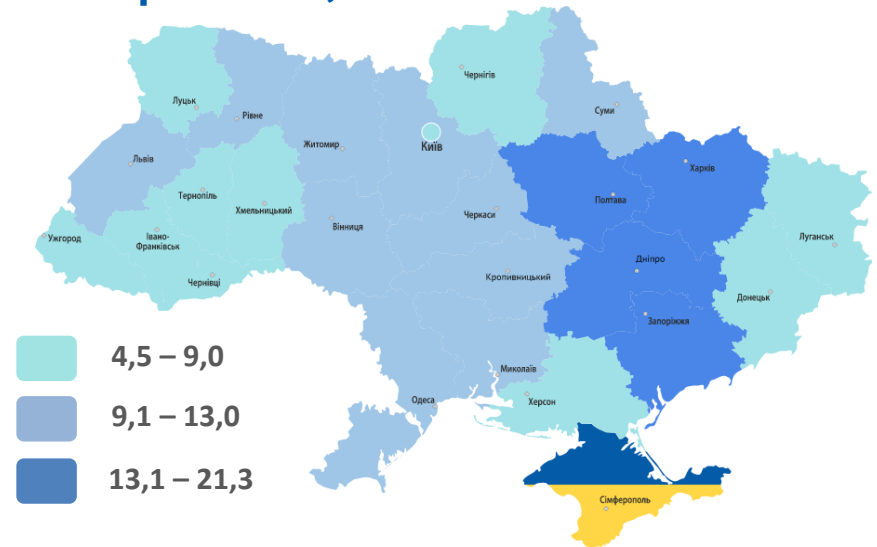 Чернігів
Луцьк
Суми
Рівне
Київ
Житомир
Львів
Харків
Тернопіль
Полтава
Хмельницький
Черкаси
Вінниця
Ужгород
Івано-
Франківськ
Луганськ
Дніпро
Кропивницький
Чернівці
Донецьк
Запоріжжя
4,5 – 9,0
Миколаїв
Одеса
Херсон
9,1 – 13,0
13,1 – 21,3
Сімферополь